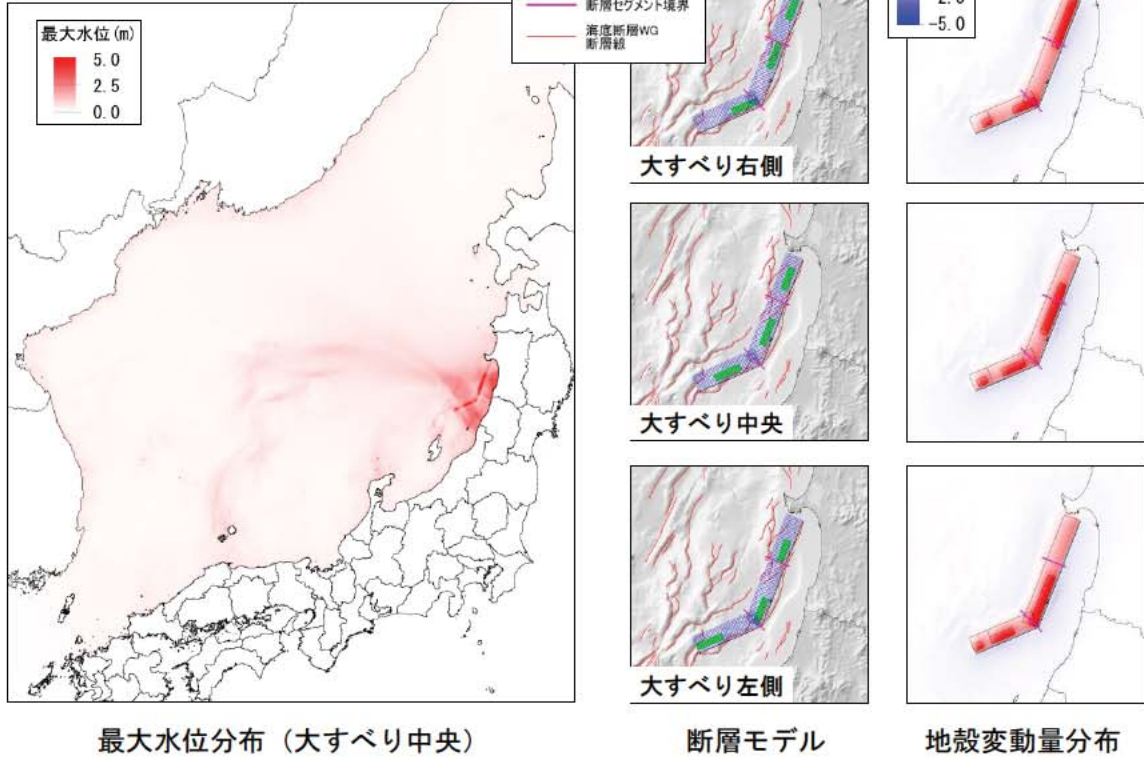 最大水位(m)
5.0
2.5
0.0
断層セグメント境界
海底断層WG
断層線
-5.0
大すべり右側
大すべり中央
大すべり左側
最大水位分布（大すべり中央）
断層モデル
地殻変動量分布